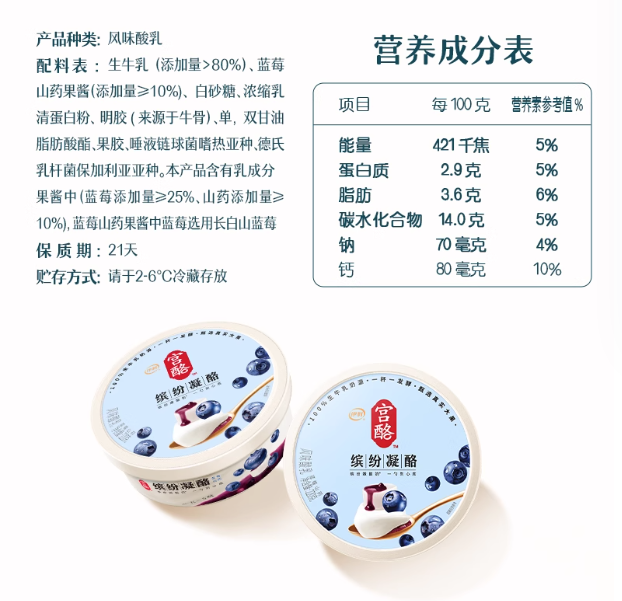 产品种类: 风味酸乳
配料表: 生牛乳 (添加量>80%)、蓝莓
山药果酱(添加量≥10%)、白砂糖、浓缩乳
清蛋白粉、明胶(来源于牛骨)、单, 双甘油
脂肪酸酯、果胶、唾液链球菌嗜热亚种、德氏
乳杆菌保加利亚亚种。本产品含有乳成分
果酱中(蓝莓添加量≥25%、山药添加量≥
10%), 蓝莓山药果酱中蓝莓选用长白山蓝莓
保质期: 21天
贮存方式: 请于2-6℃冷藏存放
营养成分表
项目 每100克 营养素参考值%
能量 421千焦 5%
蛋白质 2.9克 5%
脂肪 3.6克 6%
碳水化合物 14.0克 5%
钠 70毫克 4%
钙 80毫克 10%
宫酪
缤纷凝酪
宫酪
缤纷凝酪
伊利
宫酪
TM
缤纷凝酪